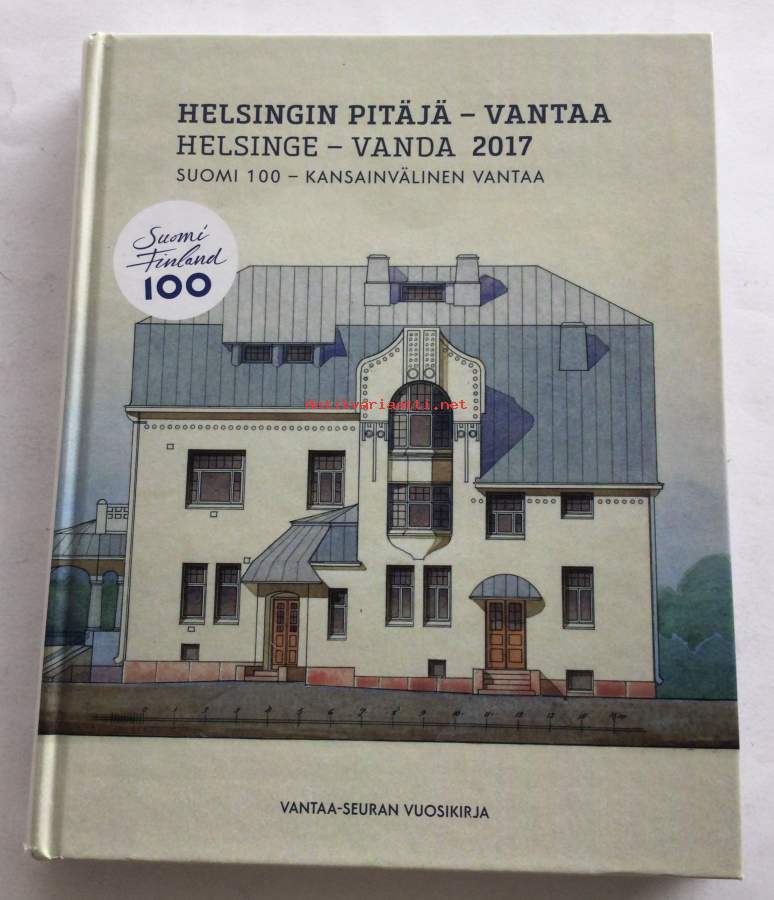 HELSINGIN PITÄJÄ – VANTAA
HELSINGE – VANDA 2017
SUOMI 100 – KANSAINVÄLINEN VANTAA
Suomi
Finland
100
Antikvariaatti.net
VANTAA-SEURAN VUOSIKIRJA